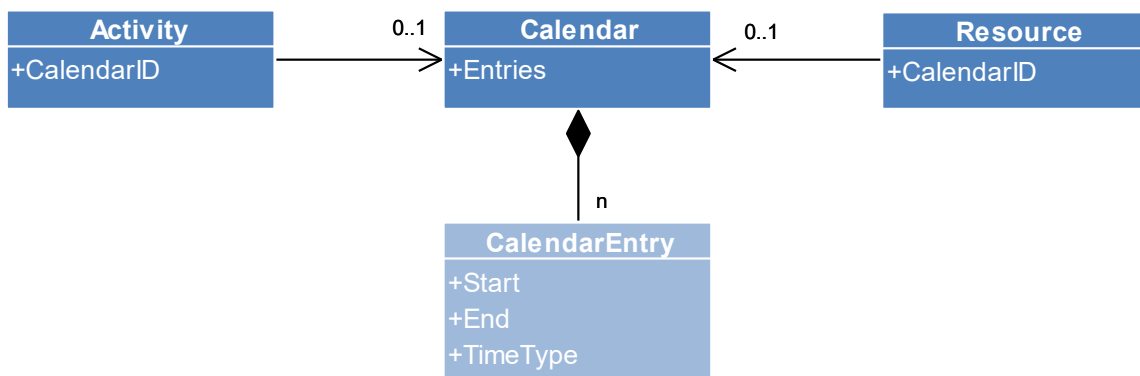 Activity
+CalendarID
0..1
Calendar
+Entries
0..1
Resource
+CalendarID
n
CalendarEntry
+Start
+End
+TimeType